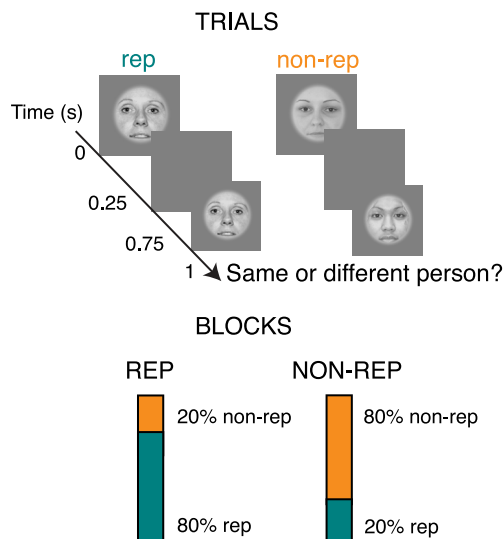 TRIALS
rep
non-rep
Time (s)
0
0.25
0.75
1
Same or different person?
BLOCKS
REP
NON-REP
20% non-rep
80% non-rep
80% rep
20% rep